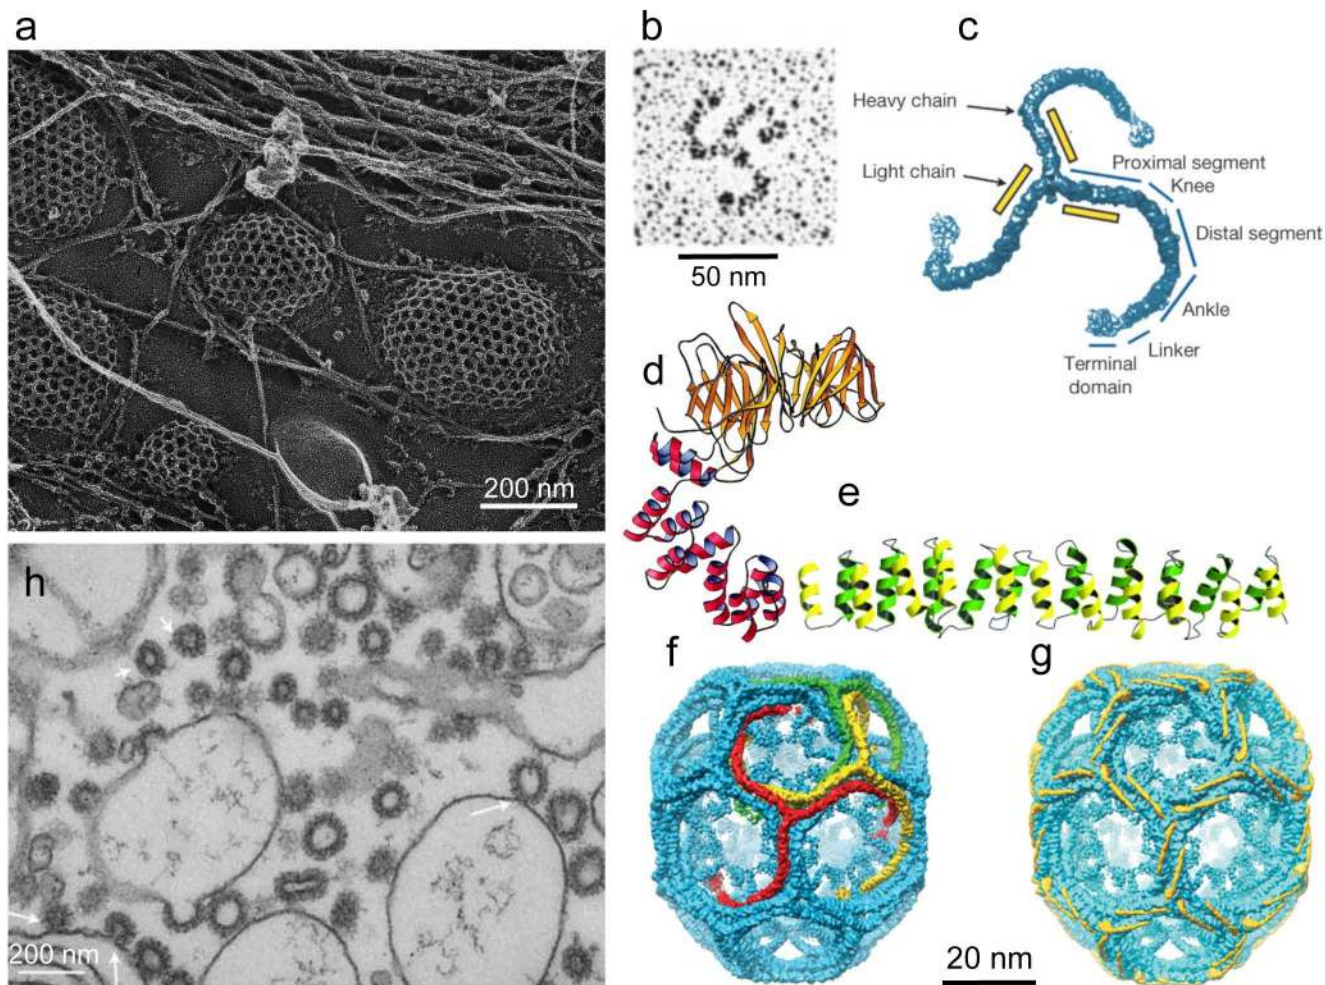 a
200 nm
b
50 nm
c
Heavy chain
Light chain
Proximal segment
Knee
Distal segment
Ankle
Linker
Terminal
domain
d
e
f
g
20 nm
h
200 nm